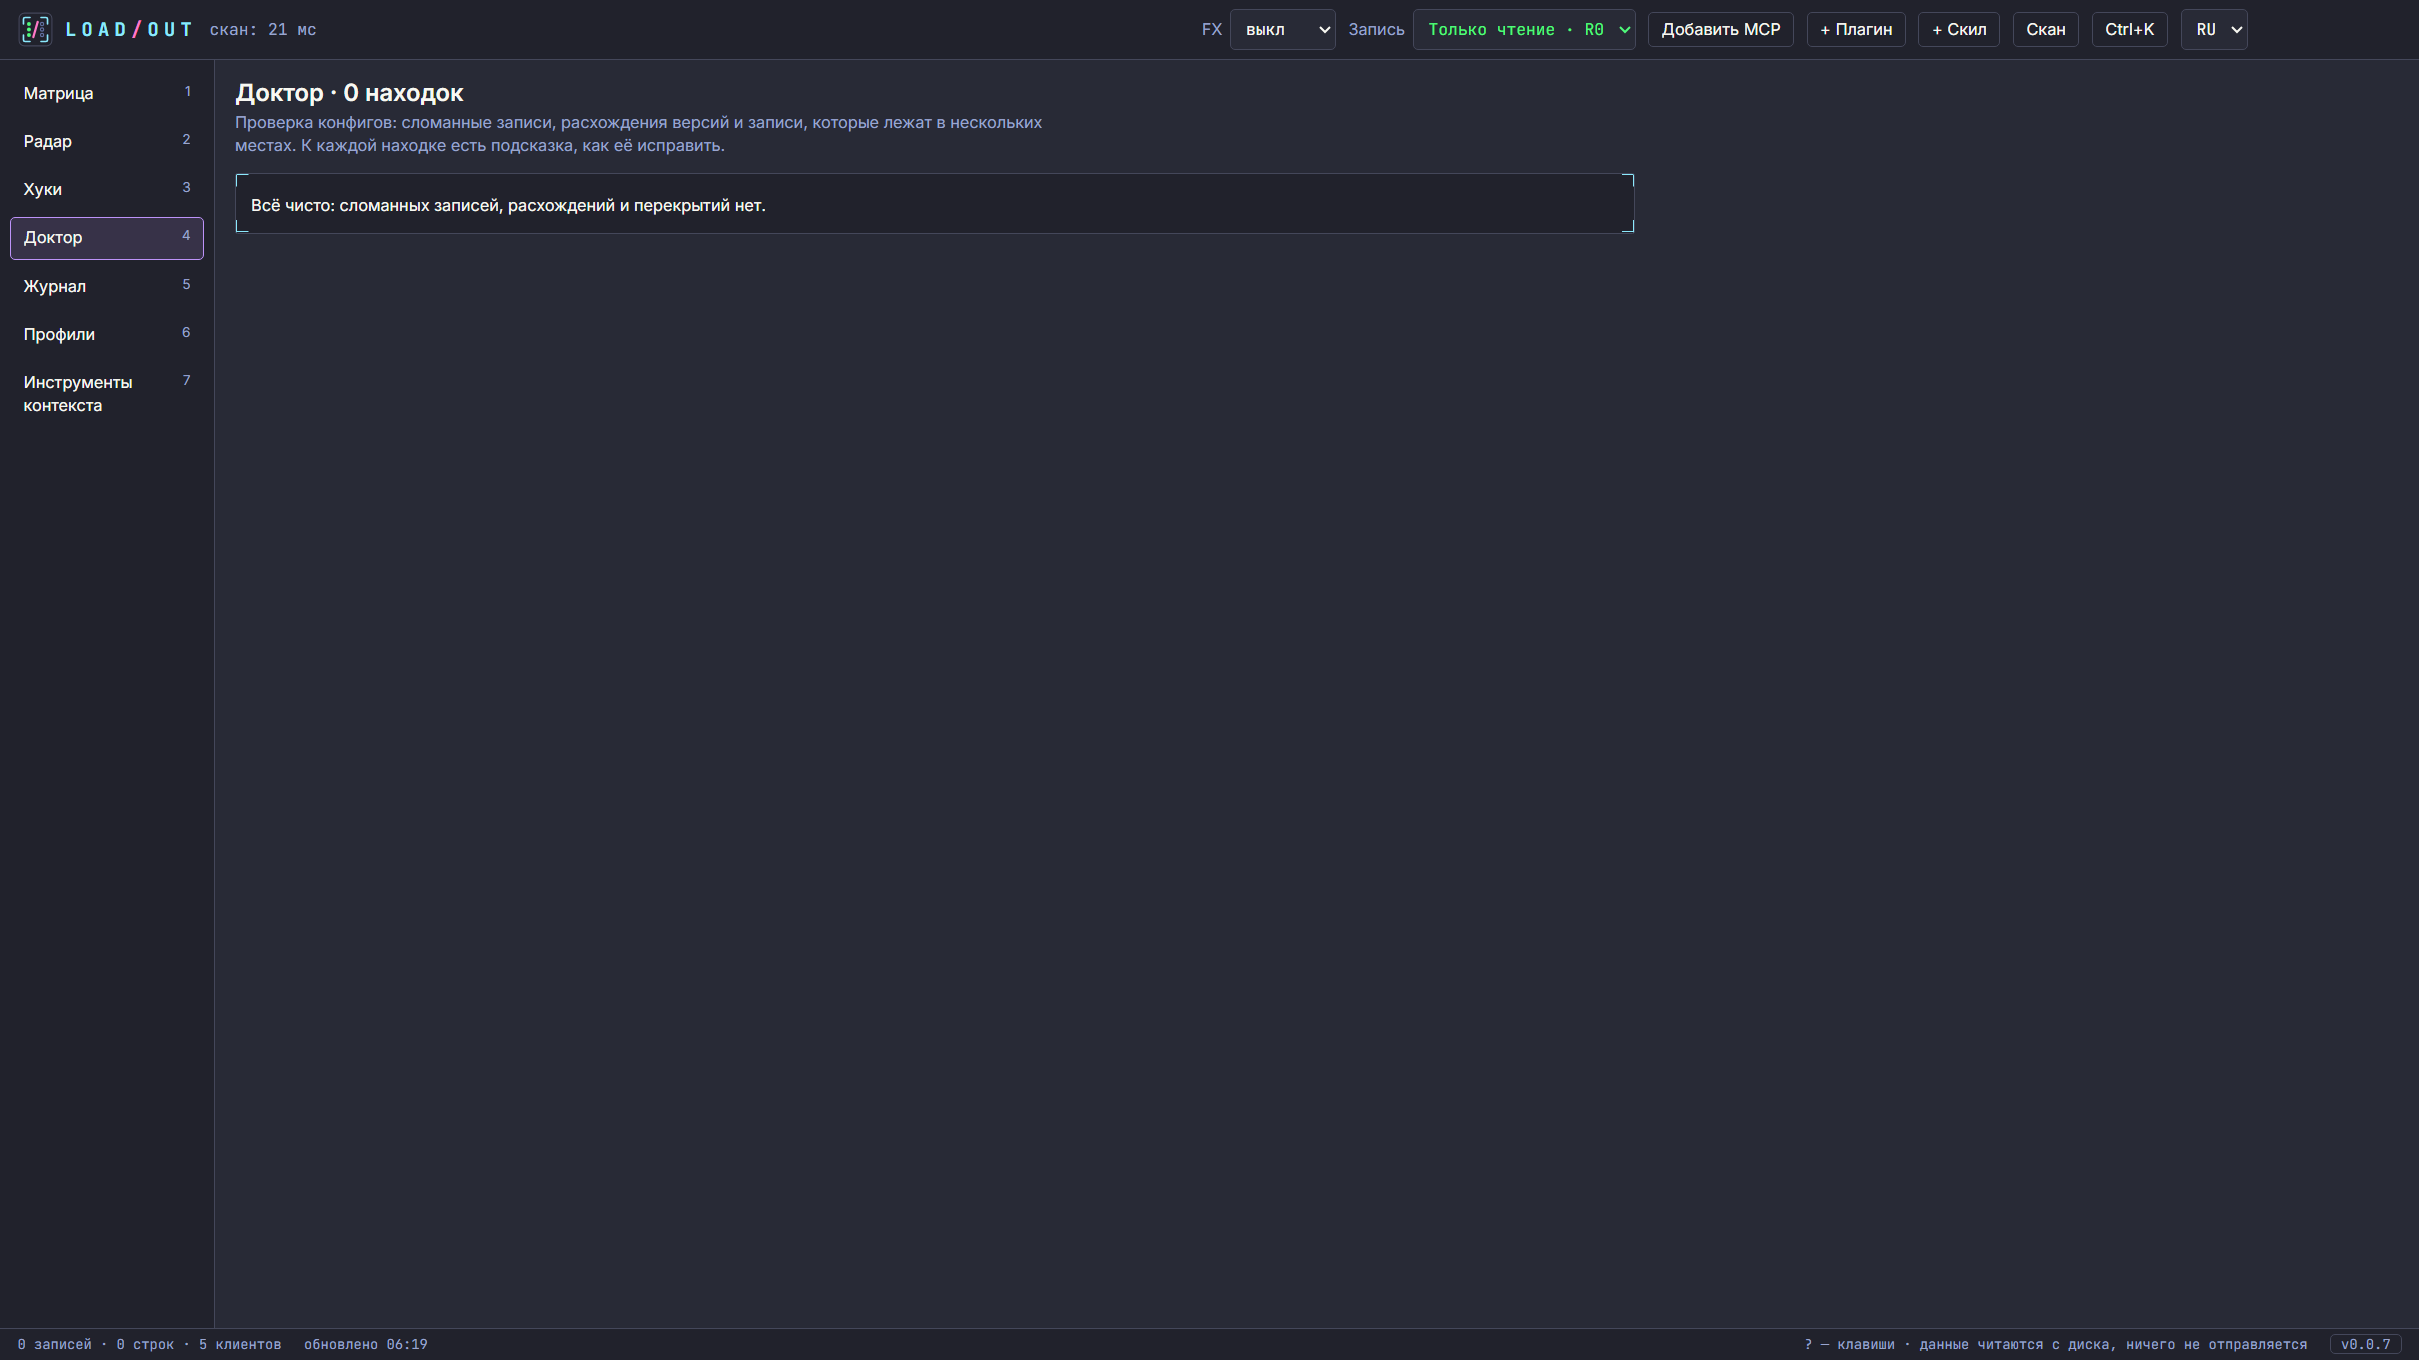 LOAD/OUT скан: 21 мс
FX выкл Запись Только чтение · R0 Добавить MCP + Плагин + Скил Скан Ctrl+K RU
Матрица 1
Радар 2
Хуки 3
Доктор 4
Журнал 5
Профили 6
Инструменты 7
контекста
Доктор · 0 находок
Проверка конфигов: сломанные записи, расхождения версий и записи, которые лежат в нескольких
местах. К каждой находке есть подсказка, как её исправить.
Всё чисто: сломанных записей, расхождений и перекрытий нет.
0 записей · 0 строк · 5 клиентов обновлено 06:19
? — клавиши · данные читаются с диска, ничего не отправляется v0.0.7